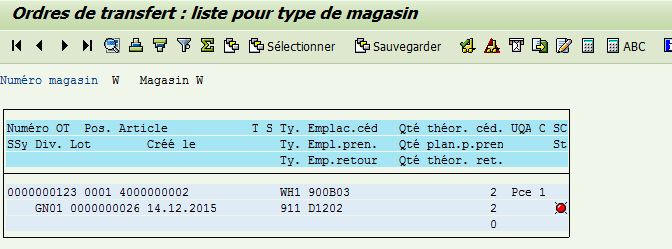 Ordres de transfert : liste pour type de magasin
Sélectionner Sauvegarder ABC
Numéro magasin W Magasin W
Numéro OT Pos. Article T S Ty. Emplac.céd Qté théor. céd. UQA C SC
SSy Div. Lot Créé le Ty. Empl.pren. Qté plan.p.pren St
Ty. Emp.retour Qté théor. ret.
0000000123 0001 4000000002 WH1 900B03 2 Pce 1
GN01 0000000026 14.12.2015 911 D1202 2
0